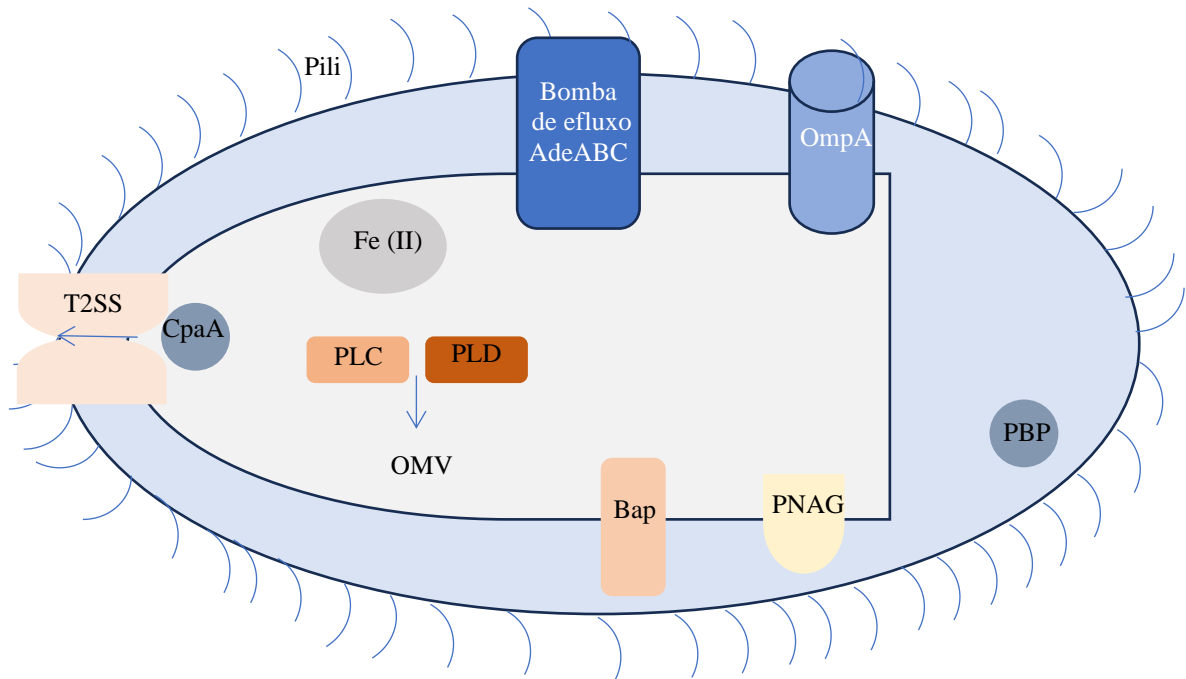 Pili
Bomba
de efluxo
AdeABC
OmpA
Fe (II)
T2SS
CpaA
PLC
PLD
PBP
OMV
Bap
PNAG